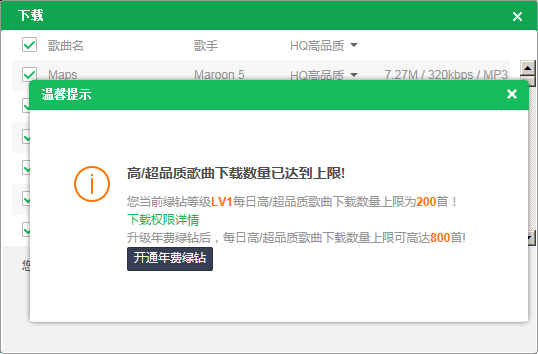 下载
歌曲名 歌手 HQ高品质
Maps Maroon 5 HQ高品质 7.27M / 320kbps / MP3
温馨提示
高/超品质歌曲下载数量已达到上限!
您当前绿钻等级LV1每日高/超品质歌曲下载数量上限为200首！
下载权限详情
升级年费绿钻后，每日高/超品质歌曲下载数量上限可高达800首!
您
开通年费绿钻